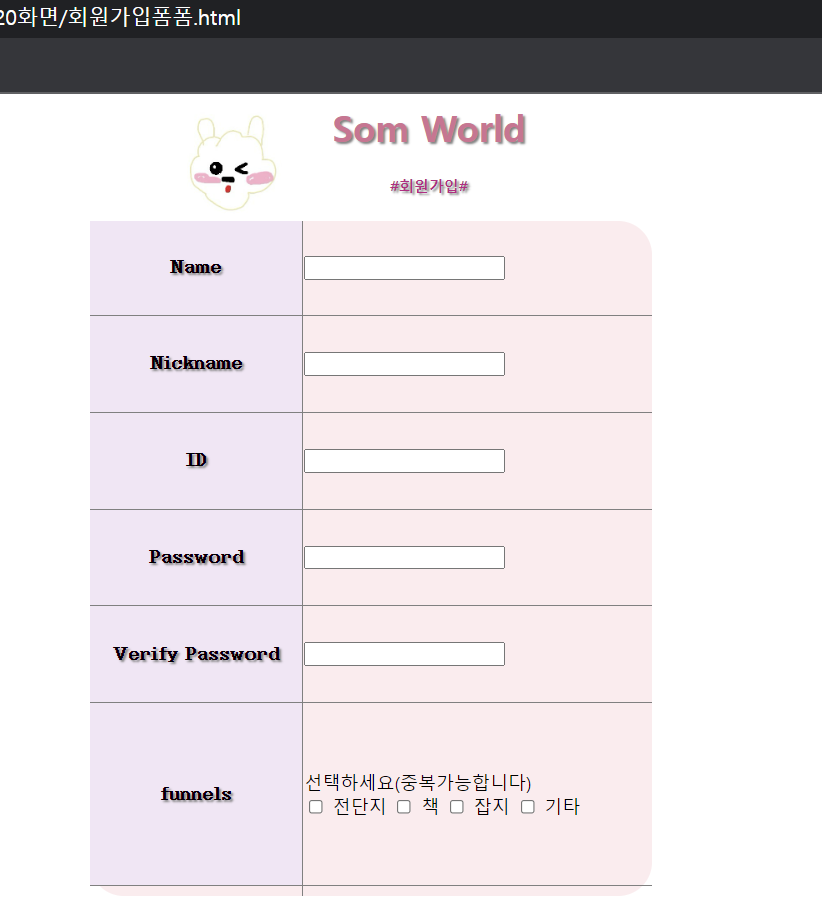 20화면/회원가입폼폼.html
Som World
#회원가입#
Name
Nickname
ID
Password
Verify Password
funnels
선택하세요(중복가능합니다)
전단지 책 잡지 기타